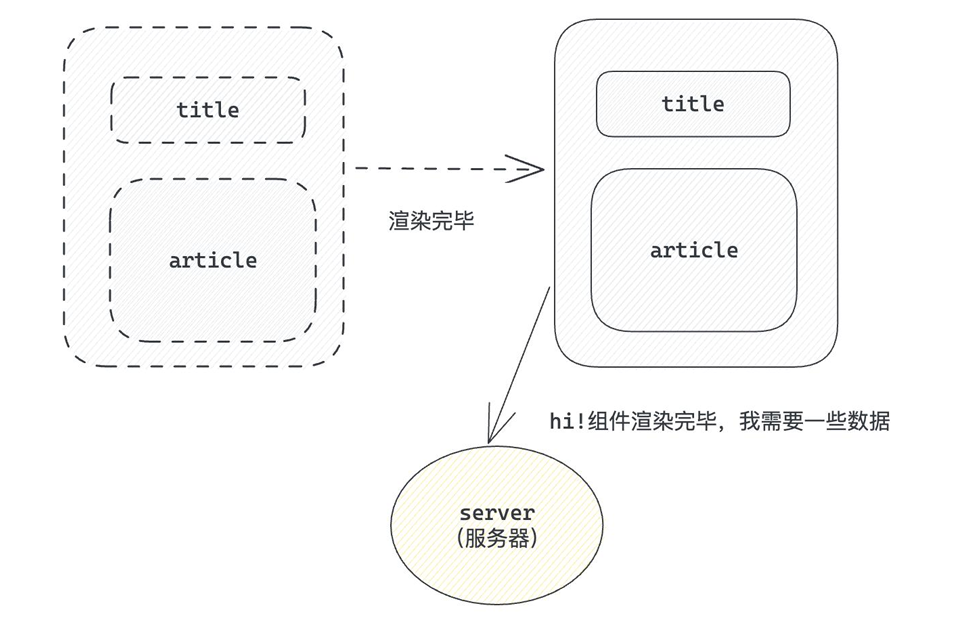 title
article
渲染完毕
title
article
hi!组件渲染完毕，我需要一些数据
server
(服务器)